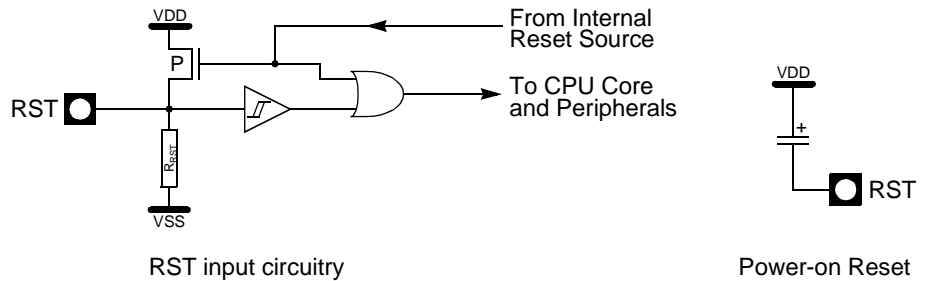 VDD
From Internal
Reset Source
P
To CPU Core
and Peripherals
RST
RRST
VSS
RST input circuitry
VDD
+
RST
Power-on Reset